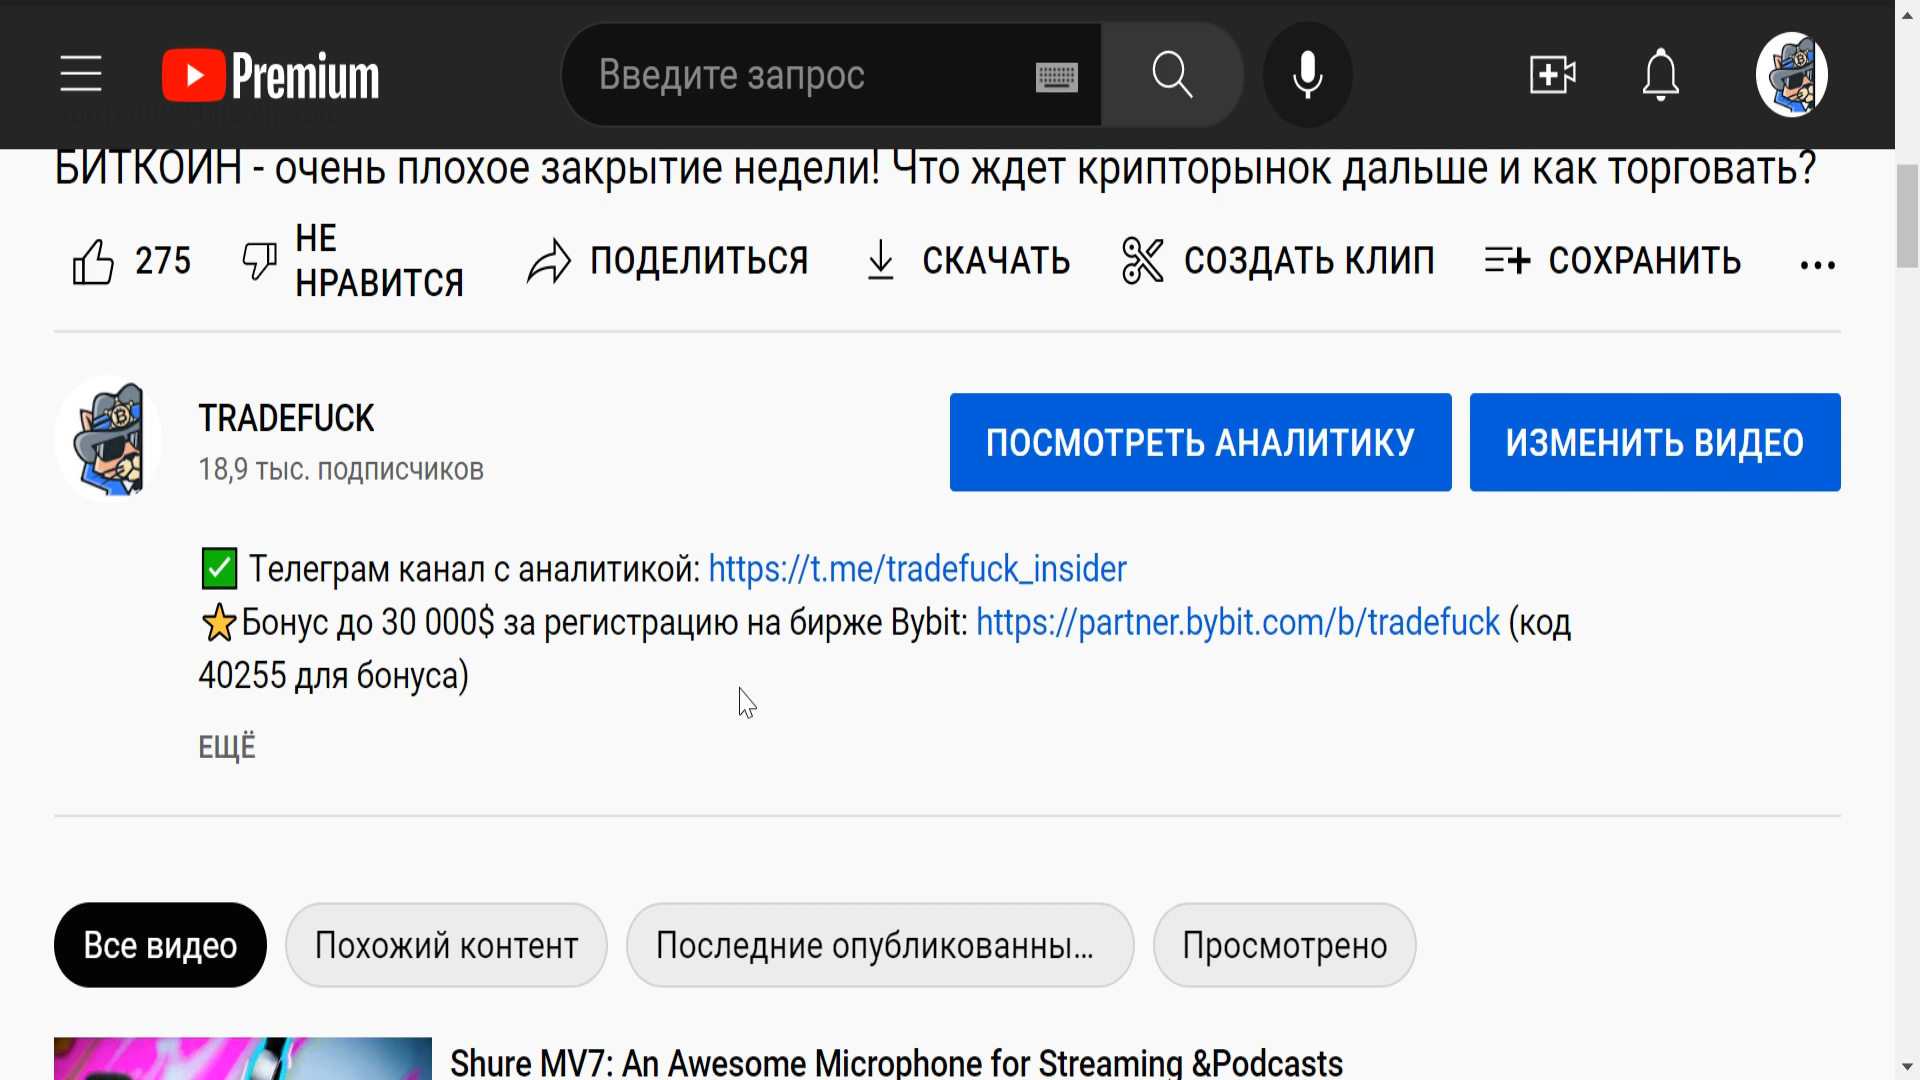 Premium
Введите запрос
#биткоин #bitcoin #btc
БИТКОИН - очень плохое закрытие недели! Что ждет крипторынок дальше и как торговать?
275
НЕ НРАВИТСЯ
ПОДЕЛИТЬСЯ
СКАЧАТЬ
СОЗДАТЬ КЛИП
СОХРАНИТЬ
TRADEFUCK
18,9 тыс. подписчиков
ПОСМОТРЕТЬ АНАЛИТИКУ
ИЗМЕНИТЬ ВИДЕО
✅ Телеграм канал с аналитикой: https://t.me/tradefuck_insider
⭐Бонус до 30 000$ за регистрацию на бирже Bybit: https://partner.bybit.com/b/tradefuck (код
40255 для бонуса)
ЕЩЁ
Все видео
Похожий контент
Последние опубликованны...
Просмотрено
Shure MV7: An Awesome Microphone for Streaming &Podcasts